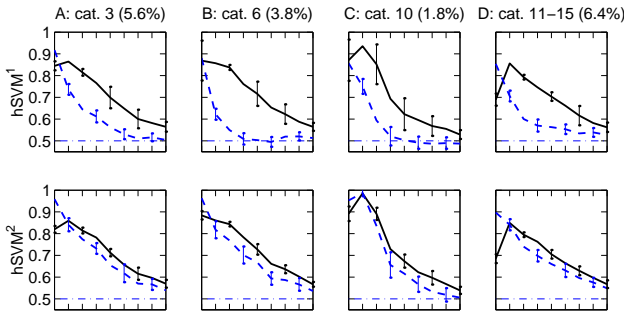 A: cat. 3 (5.6%)
B: cat. 6 (3.8%)
C: cat. 10 (1.8%)
D: cat. 11−15 (6.4%)
hSVM¹
1
0.9
0.8
0.7
0.6
0.5
hSVM²
1
0.9
0.8
0.7
0.6
0.5